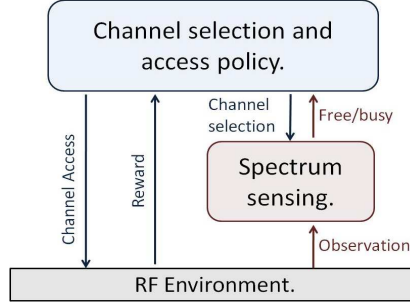 Channel selection and
access policy.
Channel Access
Reward
Channel
selection
Free/busy
Spectrum
sensing.
Observation
RF Environment.